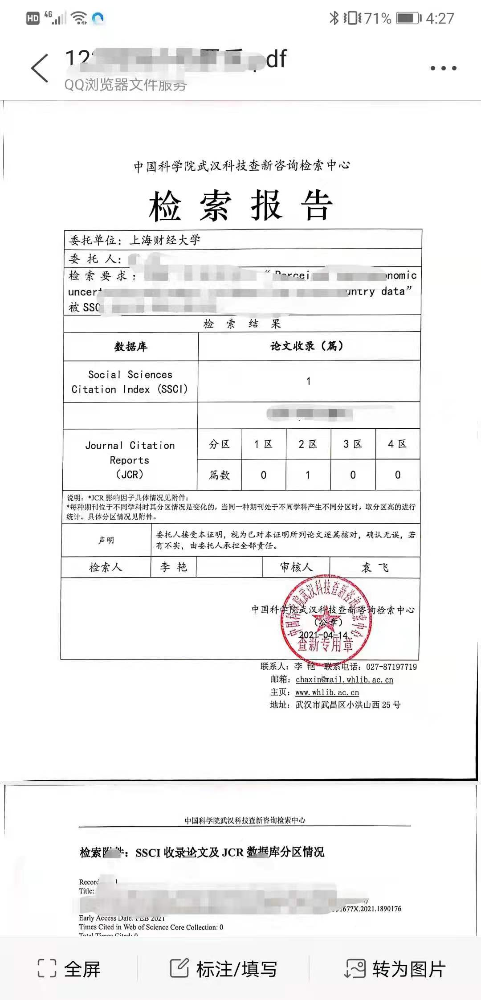 HD 4G 71% 4:27
12 df
QQ浏览器文件服务
中国科学院武汉科技查新咨询检索中心
检索报告
委托单位：上海财经大学
委托人：
检索要求： “ onomic
untry data”
被 SSC
检索结果
数据库 论文收录（篇）
Social Sciences
Citation Index (SSCI)
1
Journal Citation
Reports
（JCR）
分区 1区 2区 3区 4区
篇数 0 1 0 0
说明：*JCR 影响因子具体情况见附件；
*每种期刊位于不同学科时其分区情况是变化的，当同一种期刊处于不同学科产生不同分区时，取分区高的进行
统计。具体分区情况见附件。
声明
委托人接受本证明，视为已对本证明所列论文逐篇核对，确认无误，若
有不实，由委托人承担全部责任。
检索人 李艳 审核人 袁飞
中国科学院武汉科技查新咨询检索中心
（公章）
2021-04-14
中国科学院武汉科技查新咨询检索中心
查新专用章
联系人：李艳 联系电话：027-87197719
邮箱：chaxin@mail.whlib.ac.cn
主页：www.whlib.ac.cn
地址：武汉市武昌区小洪山西 25 号
中国科学院武汉科技查新咨询检索中心
检索附件：SSCI 收录论文及 JCR 数据库分区情况
Record 1
Title:
1677X.2021.1890176
Early Access Date: FEB 2021
Times Cited in Web of Science Core Collection: 0
Total Times Cited: 0
全屏 标注/填写 转为图片